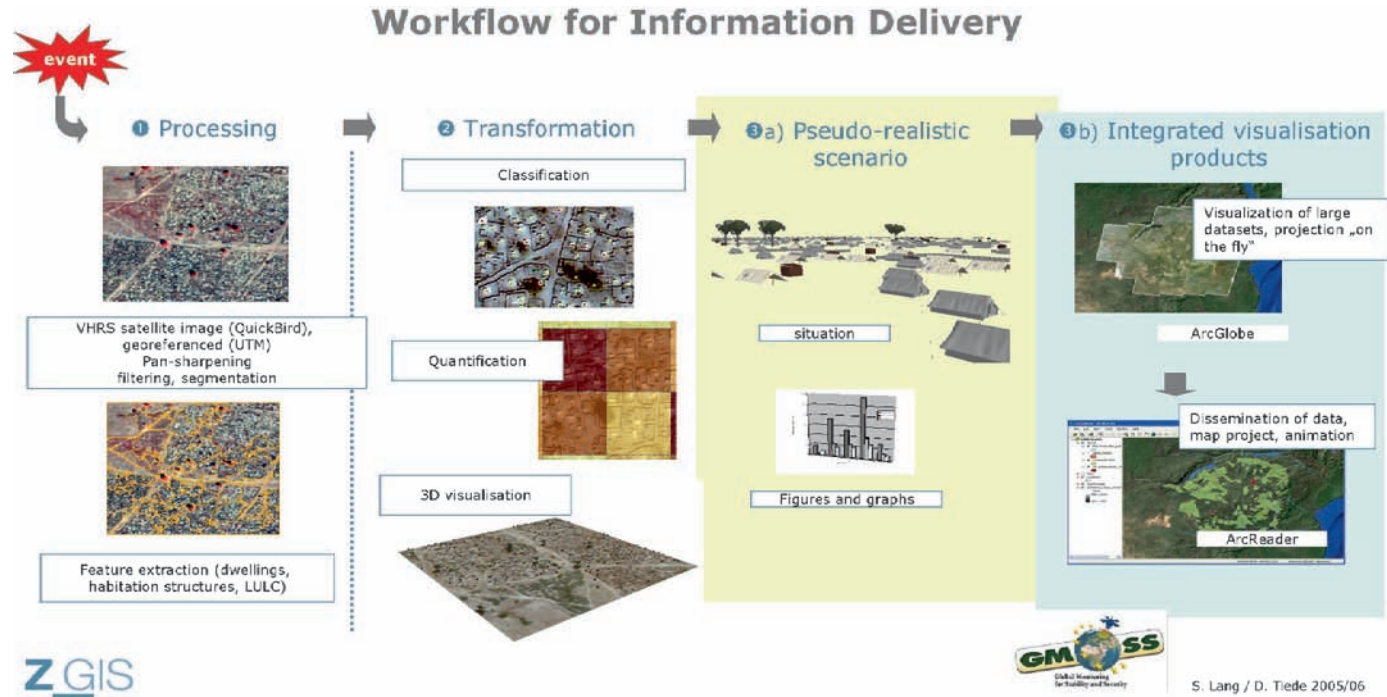 Workflow for Information Delivery
event
❶ Processing
VHRS satellite image (QuickBird),
georeferenced (UTM)
Pan-sharpening
filtering, segmentation
Feature extraction (dwellings,
habitation structures, LULC)
❷ Transformation
Classification
Quantification
3D visualisation
❸a) Pseudo-realistic
scenario
situation
Figures and graphs
❸b) Integrated visualisation
products
Visualization of large
datasets, projection „on
the fly“
ArcGlobe
Dissemination of data,
map project, animation
ArcReader
Z_GIS
GMOSS
Global Monitoring
for Stability and Security
S. Lang / D. Tiede 2005/06